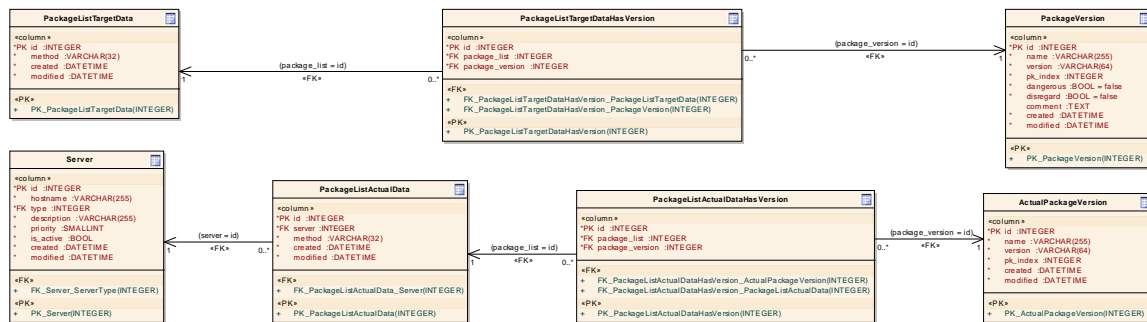 PackageListTargetData
«column»
*PK id :INTEGER
* method :VARCHAR(32)
* created :DATETIME
* modified :DATETIME
«PK»
+ PK_PackageListTargetData(INTEGER)
(package_list = id)
«FK»
1
0..*
PackageListTargetDataHasVersion
«column»
*PK id :INTEGER
*FK package_list :INTEGER
*FK package_version :INTEGER
«FK»
+ FK_PackageListTargetDataHasVersion_PackageListTargetData(INTEGER)
+ FK_PackageListTargetDataHasVersion_PackageVersion(INTEGER)
«PK»
+ PK_PackageListTargetDataHasVersion(INTEGER)
(package_version = id)
0..*
«FK»
1
PackageVersion
«column»
*PK id :INTEGER
* name :VARCHAR(255)
* version :VARCHAR(64)
* pk_index :INTEGER
* dangerous :BOOL = false
* disregard :BOOL = false
comment :TEXT
* created :DATETIME
* modified :DATETIME
«PK»
+ PK_PackageVersion(INTEGER)
Server
«column»
*PK id :INTEGER
* hostname :VARCHAR(255)
*FK type :INTEGER
* description :VARCHAR(255)
* priority :SMALLINT
* is_active :BOOL
* created :DATETIME
* modified :DATETIME
«FK»
+ FK_Server_ServerType(INTEGER)
«PK»
+ PK_Server(INTEGER)
(server = id)
1
«FK»
0..*
PackageListActualData
«column»
*PK id :INTEGER
*FK server :INTEGER
* method :VARCHAR(32)
* created :DATETIME
* modified :DATETIME
«FK»
+ FK_PackageListActualData_Server(INTEGER)
«PK»
+ PK_PackageListActualData(INTEGER)
(package_list = id)
1
«FK»
0..*
PackageListActualDataHasVersion
«column»
*PK id :INTEGER
*FK package_list :INTEGER
*FK package_version :INTEGER
«FK»
+ FK_PackageListActualDataHasVersion_ActualPackageVersion(INTEGER)
+ FK_PackageListActualDataHasVersion_PackageListActualData(INTEGER)
«PK»
+ PK_PackageListActualDataHasVersion(INTEGER)
(package_version = id)
0..*
«FK»
1
ActualPackageVersion
«column»
*PK id :INTEGER
* name :VARCHAR(255)
* version :VARCHAR(64)
* pk_index :INTEGER
* created :DATETIME
* modified :DATETIME
«PK»
+ PK_ActualPackageVersion(INTEGER)